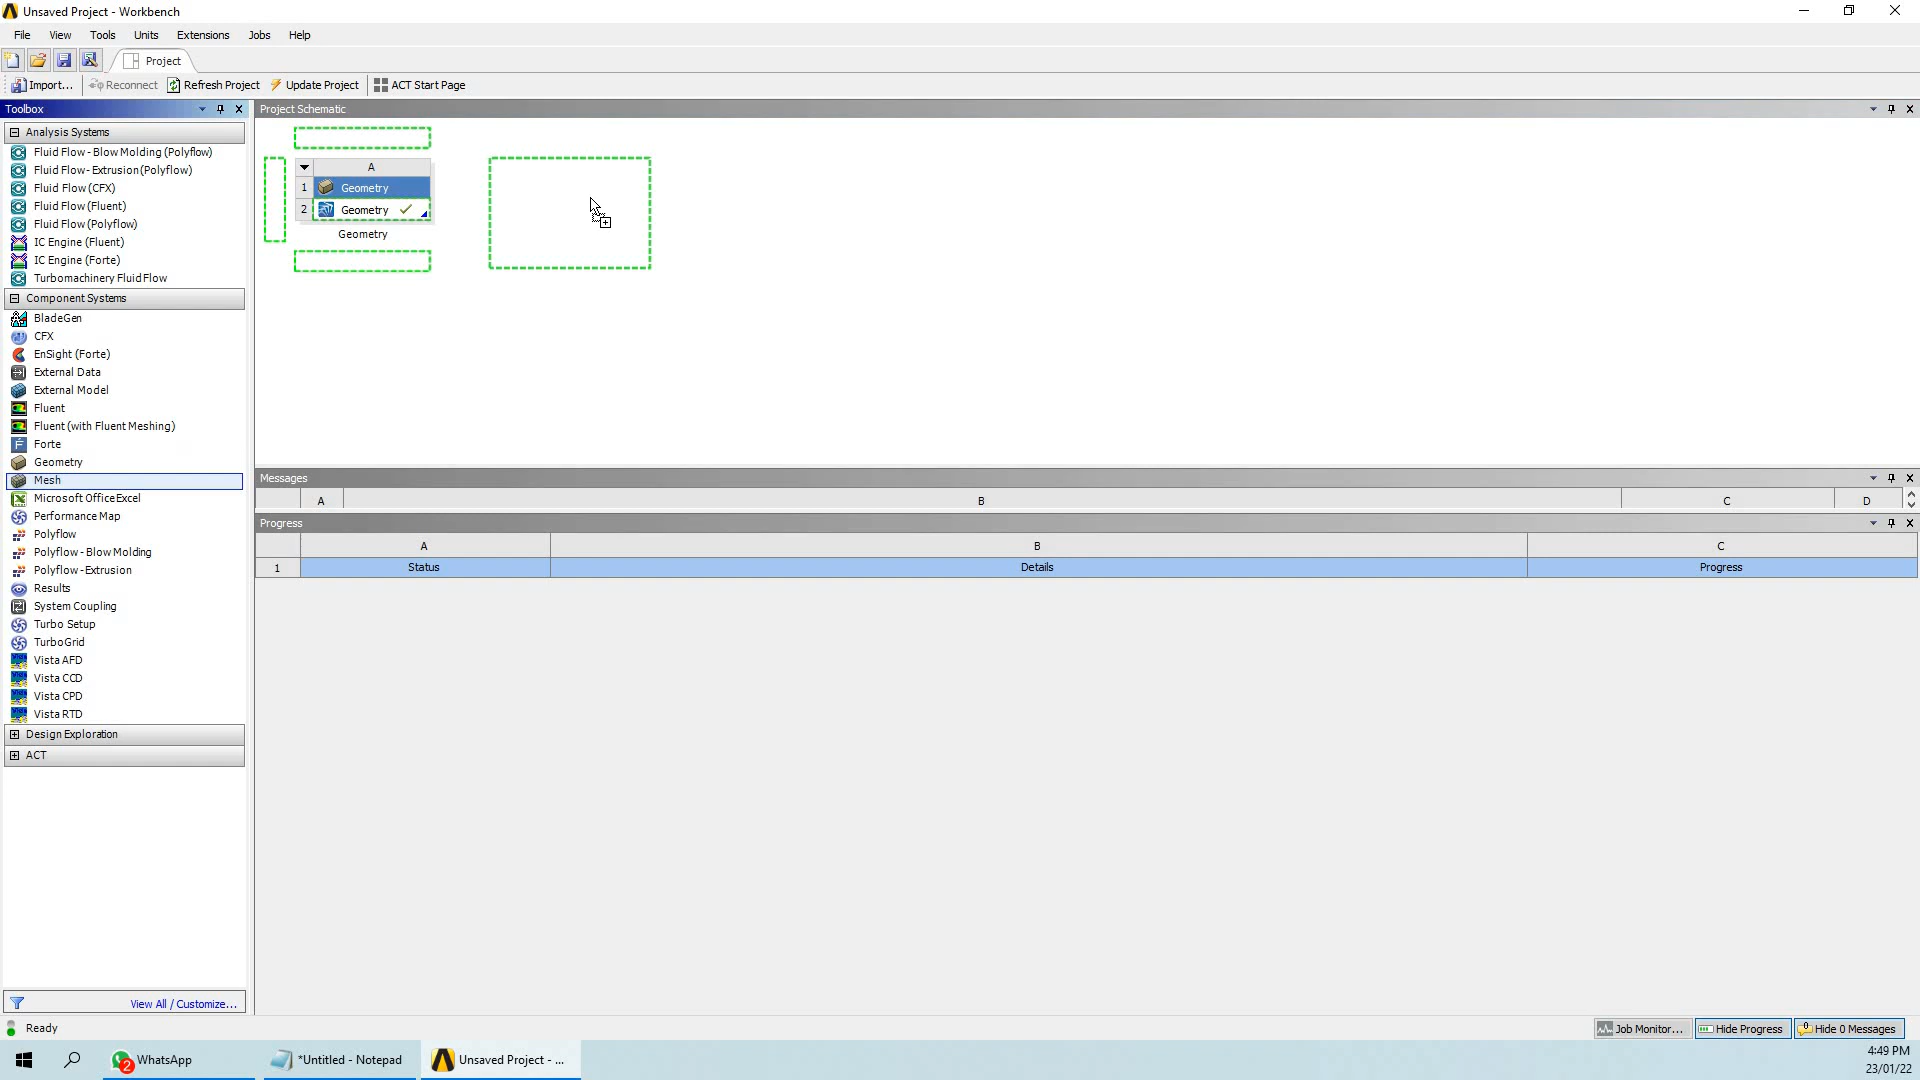 Unsaved Project - Workbench
File View Tools Units Extensions Jobs Help
Project
Import... Reconnect Refresh Project Update Project ACT Start Page
Toolbox
Analysis Systems
Fluid Flow - Blow Molding (Polyflow)
Fluid Flow - Extrusion (Polyflow)
Fluid Flow (CFX)
Fluid Flow (Fluent)
Fluid Flow (Polyflow)
IC Engine (Fluent)
IC Engine (Forte)
Turbomachinery Fluid Flow
Component Systems
BladeGen
CFX
EnSight (Forte)
External Data
External Model
Fluent
Fluent (with Fluent Meshing)
Forte
Geometry
Mesh
Microsoft Office Excel
Performance Map
Polyflow
Polyflow - Blow Molding
Polyflow - Extrusion
Results
System Coupling
Turbo Setup
TurboGrid
Vista AFD
Vista CCD
Vista CPD
Vista RTD
Design Exploration
ACT
View All / Customize...
Project Schematic
A
1 Geometry
2 Geometry
Geometry
Messages
A B C D
Progress
A B C
1 Status Details Progress
Ready
Job Monitor... Hide Progress Hide 0 Messages
2 WhatsApp *Untitled - Notepad Unsaved Project - ...
4:49 PM
23/01/22